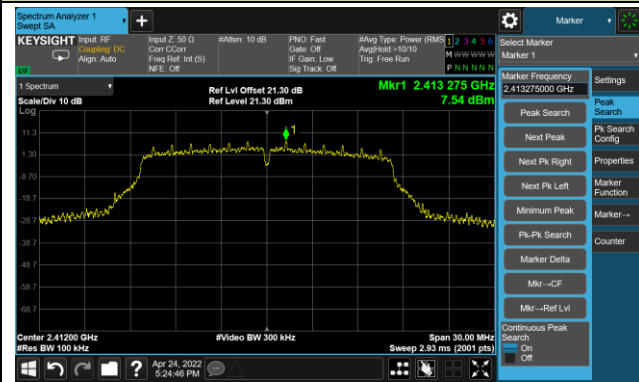 Spectrum Analyzer 1
Swept SA
Marker
KEYSIGHT
Input: RF
Coupling: DC
Align: Auto
Input Z: 50 Ω
Corr CCorr
Freq Ref: Int (S)
NFE: Off
#Atten: 10 dB
PNO: Fast
Gate: Off
IF Gain: Low
Sig Track: Off
#Avg Type: Power (RMS)
Avg|Hold:>10/10
Trig: Free Run
1 2 3 4 5 6
M W W W W W
P N N N N N
LXI
Select Marker
Marker 1
1 Spectrum
Scale/Div 10 dB
Log
Ref Lvl Offset 21.30 dB
Ref Level 21.30 dBm
Mkr1 2.413 275 GHz
7.54 dBm
1
11.3
1.30
-8.70
-18.7
-28.7
-38.7
-48.7
-58.7
-68.7
Center 2.41200 GHz
#Res BW 100 kHz
#Video BW 300 kHz
Span 30.00 MHz
Sweep 2.93 ms (2001 pts)
Marker Frequency
2.413275000 GHz
Peak Search
Next Peak
Next Pk Right
Next Pk Left
Minimum Peak
Pk-Pk Search
Marker Delta
Mkr→CF
Mkr→Ref Lvl
Continuous Peak
Search
On
Off
Settings
Peak
Search
Pk Search
Config
Properties
Marker
Function
Marker→
Counter
?
Apr 24, 2022
5:24:46 PM